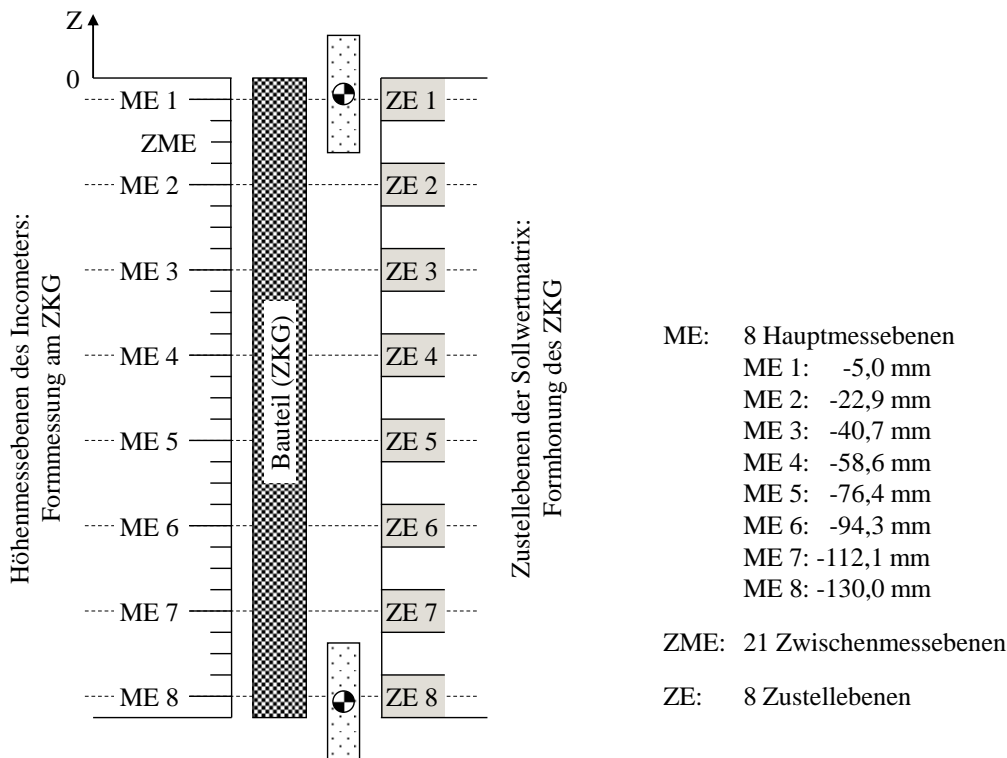 Z
0
Höhenmessebenen des Incometers:
Formmessung am ZKG
ME 1
ZME
ME 2
ME 3
ME 4
ME 5
ME 6
ME 7
ME 8
Bauteil (ZKG)
ZE 1
ZE 2
ZE 3
ZE 4
ZE 5
ZE 6
ZE 7
ZE 8
Zustellebenen der Sollwertmatrix:
Formhonung des ZKG
ME: 8 Hauptmessebenen
ME 1: -5,0 mm
ME 2: -22,9 mm
ME 3: -40,7 mm
ME 4: -58,6 mm
ME 5: -76,4 mm
ME 6: -94,3 mm
ME 7: -112,1 mm
ME 8: -130,0 mm
ZME: 21 Zwischenmessebenen
ZE: 8 Zustellebenen